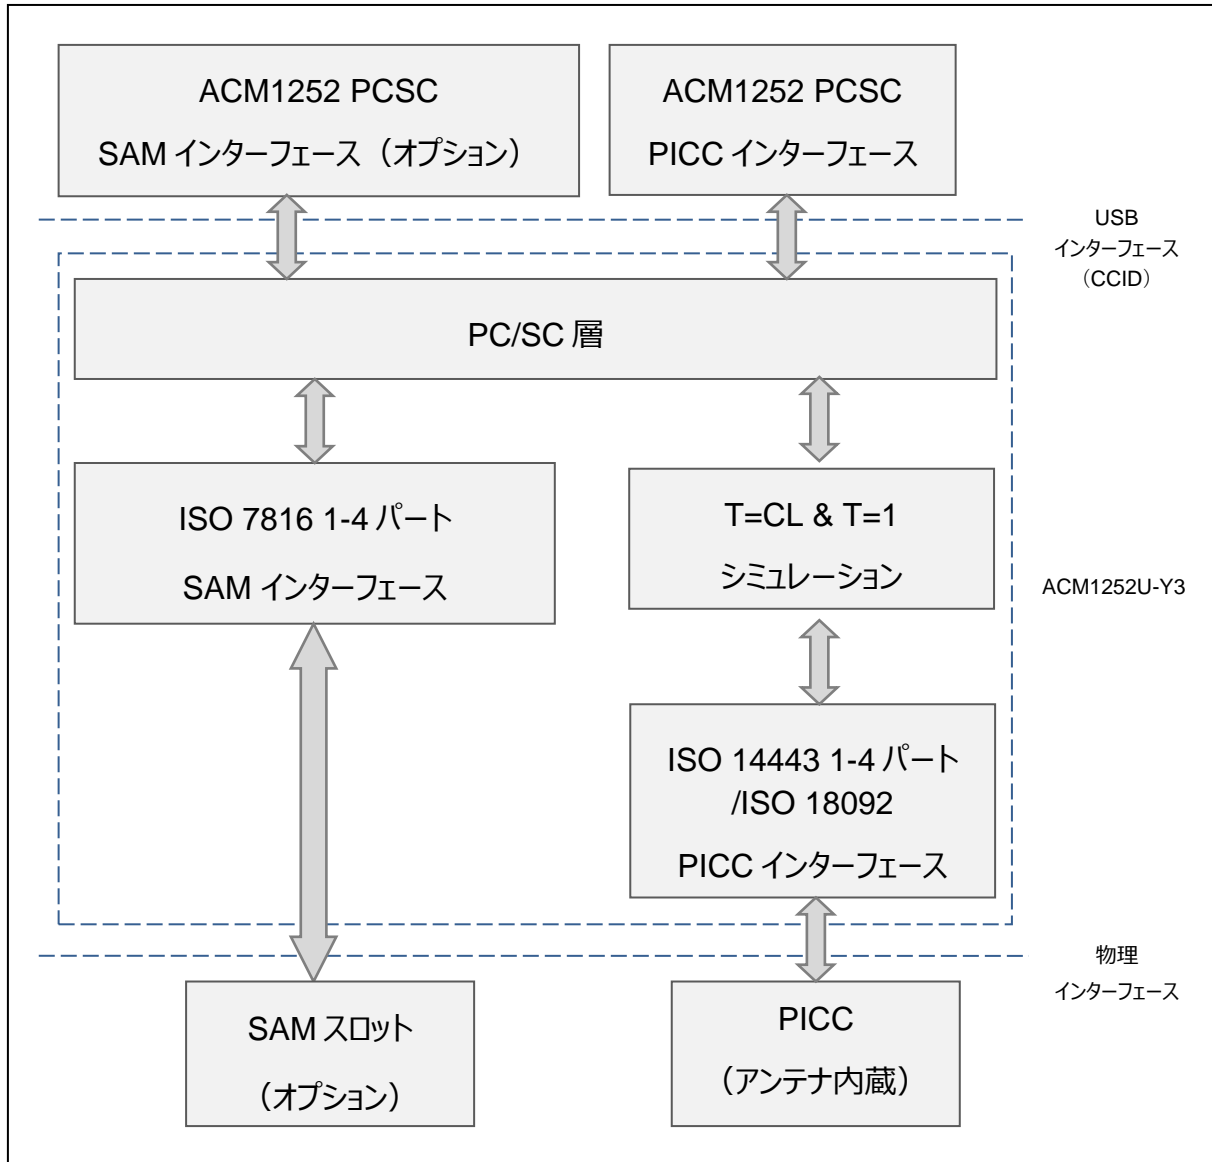 ACM1252 PCSC
SAM インターフェース（オプション）
ACM1252 PCSC
PICC インターフェース
USB
インターフェース
（CCID）
PC/SC 層
ISO 7816 1-4 パート
SAM インターフェース
T=CL & T=1
シミュレーション
ACM1252U-Y3
ISO 14443 1-4 パート
/ISO 18092
PICC インターフェース
物理
インターフェース
SAM スロット
（オプション）
PICC
（アンテナ内蔵）